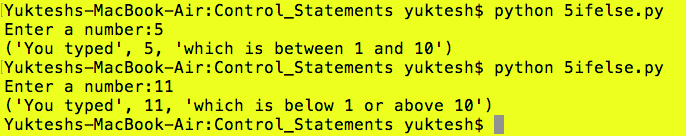 Yukteshs-MacBook-Air:Control_Statements yuktesh$ python 5ifelse.py
Enter a number:5
('You typed', 5, 'which is between 1 and 10')
Yukteshs-MacBook-Air:Control_Statements yuktesh$ python 5ifelse.py
Enter a number:11
('You typed', 11, 'which is below 1 or above 10')
Yukteshs-MacBook-Air:Control_Statements yuktesh$